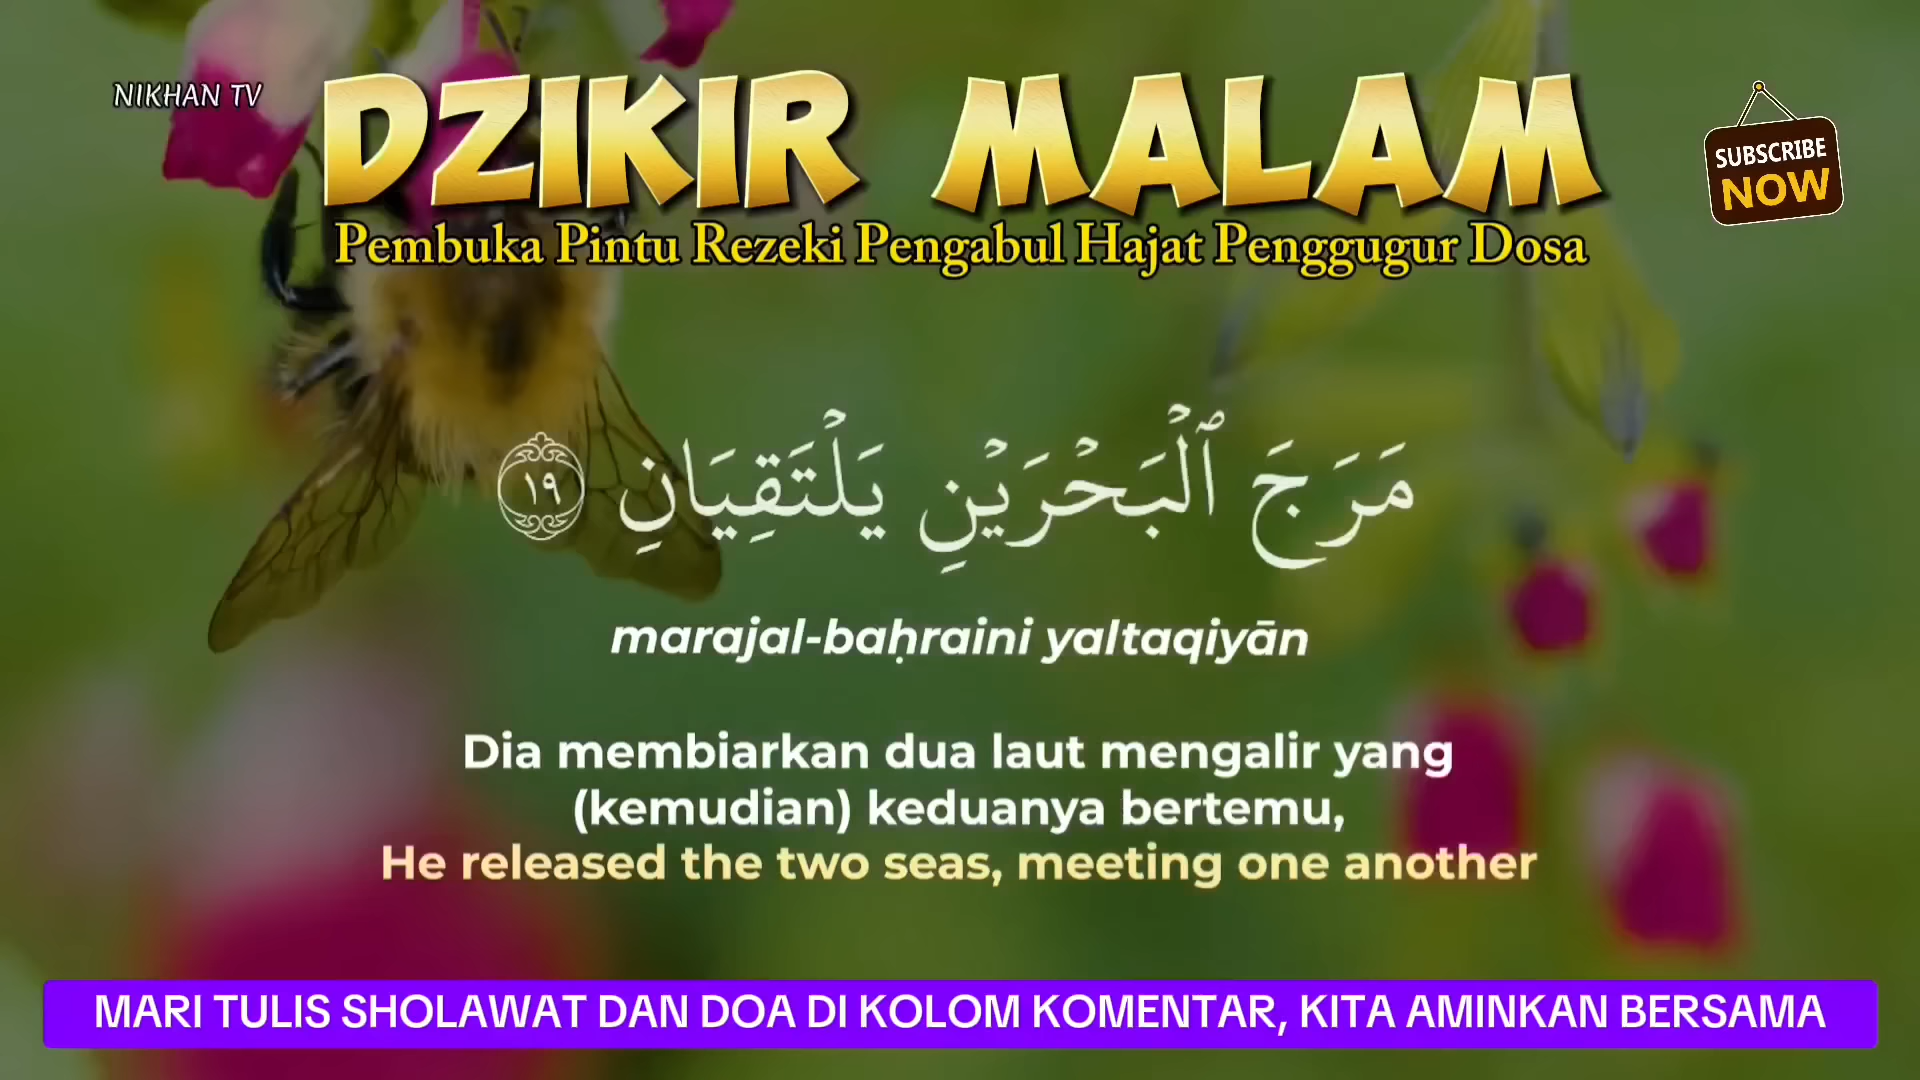 NIKHAN TV
DZIKIR MALAM
SUBSCRIBE
NOW
Pembuka Pintu Rezeki Pengabul Hajat Penggugur Dosa
مَرَجَ ٱلْبَحْرَيْنِ يَلْتَقِيَانِ ١٩
marajal-baḥraini yaltaqiyān
Dia membiarkan dua laut mengalir yang
(kemudian) keduanya bertemu,
He released the two seas, meeting one another
MARI TULIS SHOLAWAT DAN DOA DI KOLOM KOMENTAR, KITA AMINKAN BERSAMA